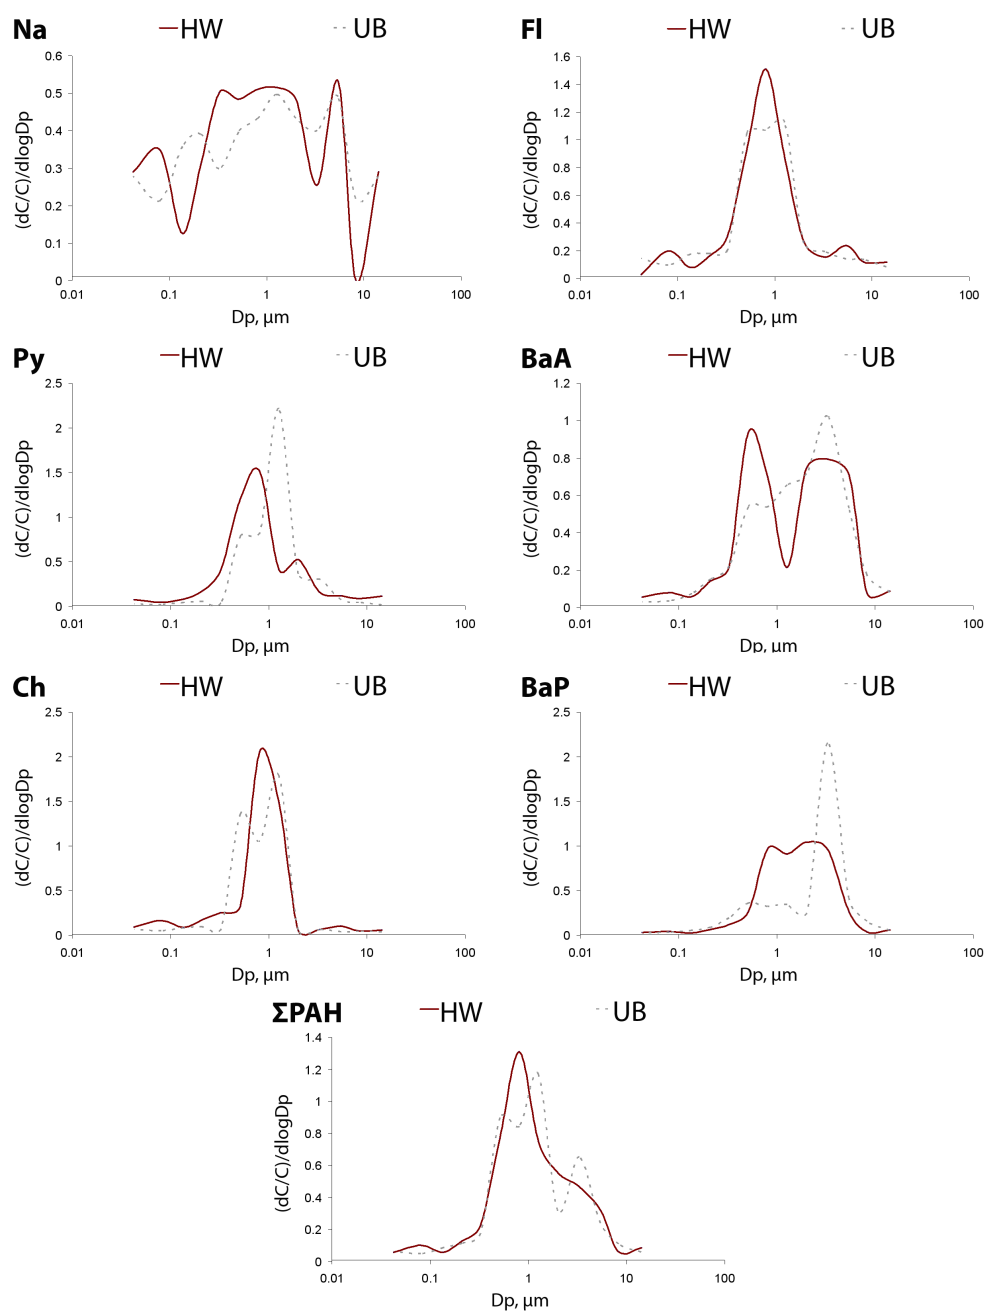 Na HW UB
0.6
0.5
0.4
0.3
0.2
0.1
0
(dC/C)/dlogDp
0.01 0.1 1 10 100
Dp, µm
Fl HW UB
1.6
1.4
1.2
1
0.8
0.6
0.4
0.2
0
(dC/C)/dlogDp
0.01 0.1 1 10 100
Dp, µm
Py HW UB
2.5
2
1.5
1
0.5
0
(dC/C)/dlogDp
0.01 0.1 1 10 100
Dp, µm
BaA HW UB
1.2
1
0.8
0.6
0.4
0.2
0
(dC/C)/dlogDp
0.01 0.1 1 10 100
Dp, µm
Ch HW UB
2.5
2
1.5
1
0.5
0
(dC/C)/dlogDp
0.01 0.1 1 10 100
Dp, µm
BaP HW UB
2.5
2
1.5
1
0.5
0
(dC/C)/dlogDp
0.01 0.1 1 10 100
Dp, µm
ΣPAH HW UB
1.4
1.2
1
0.8
0.6
0.4
0.2
0
(dC/C)/dlogDp
0.01 0.1 1 10 100
Dp, µm